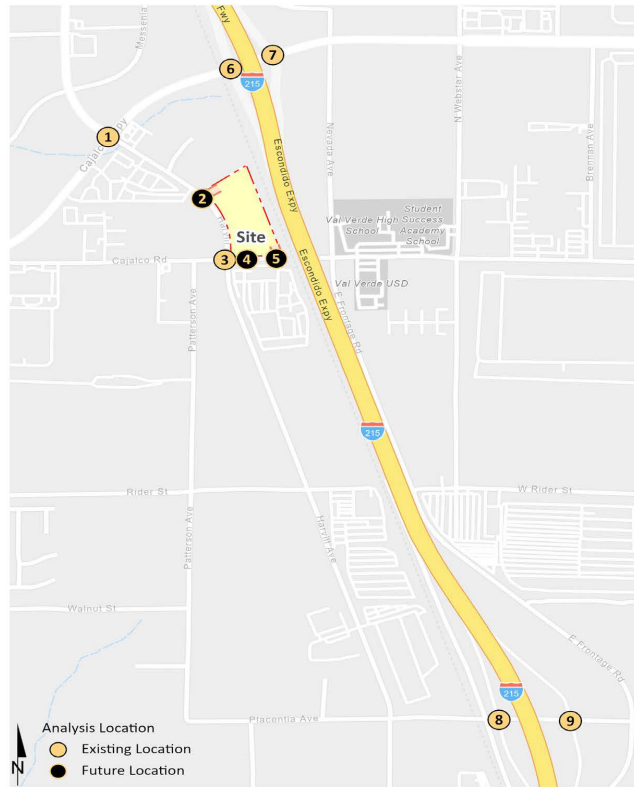 Fwy
Messenia
7
6
215
N Webster Ave
Nevada Ave
Brennan Ave
1
Cajalco Expy
Escondido Expy
2
Harvill
Student
Val Verde High Success
School Academy
School
Site
Cajalco Rd
3
4
5
Escondido Expy
Val Verde USD
Patterson Ave
E Frontage Rd
215
Rider St
W Rider St
Patterson Ave
Harvill Ave
Walnut St
E Frontage Rd
215
Placentia Ave
8
9
Analysis Location
Existing Location
Future Location
N